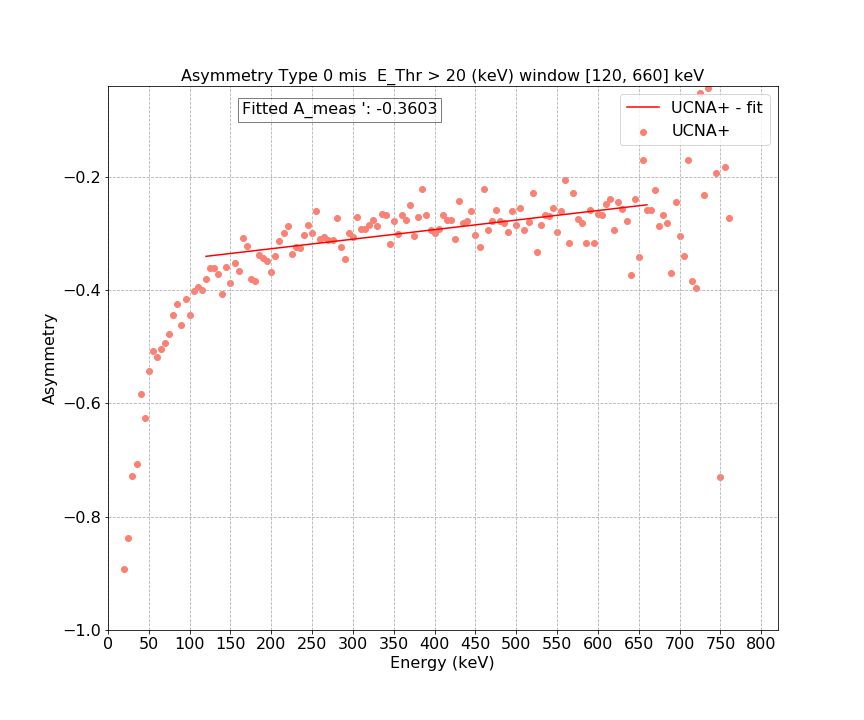 Asymmetry Type 0 mis  E_Thr > 20 (keV) window [120, 660] keV
Fitted A_meas ': -0.3603
UCNA+ - fit
UCNA+
Asymmetry
−0.2
−0.4
−0.6
−0.8
−1.0
0 50 100 150 200 250 300 350 400 450 500 550 600 650 700 750 800
Energy (keV)